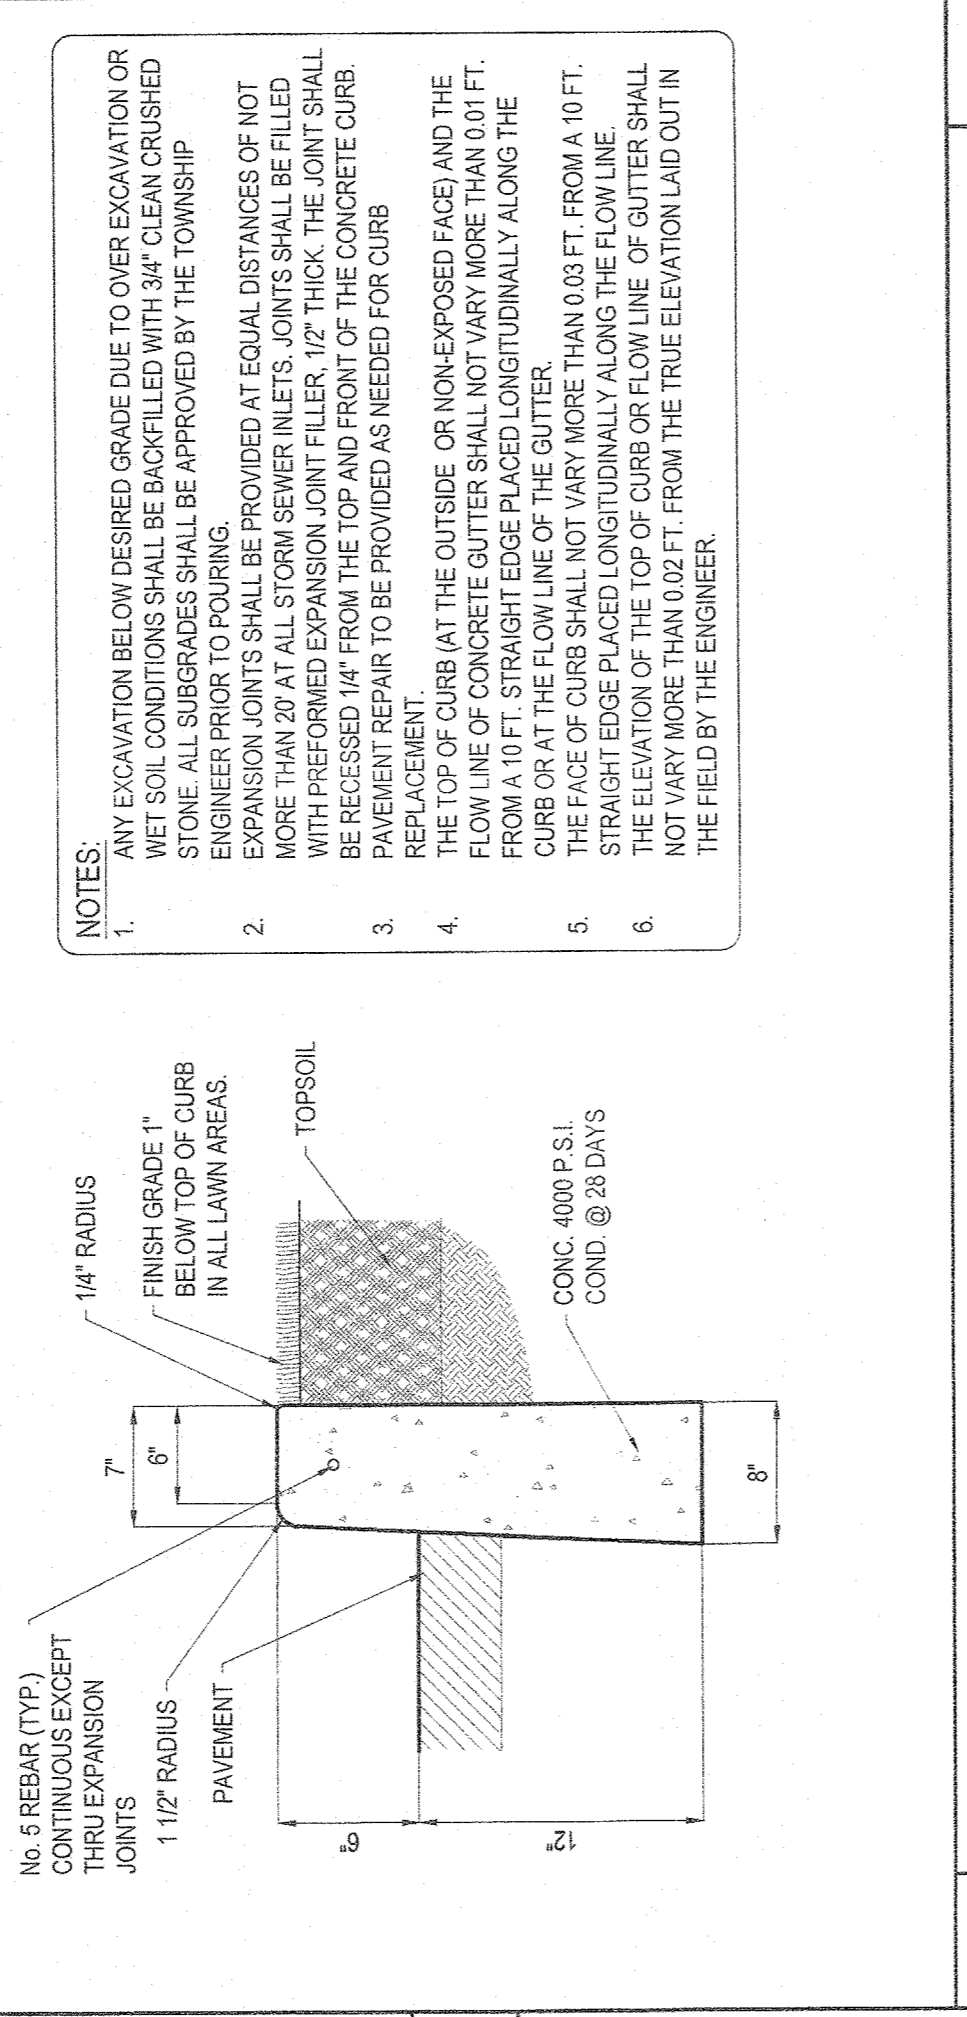 No. 5 REBAR (TYP.)
CONTINUOUS EXCEPT
THRU EXPANSION
JOINTS
1 1/2" RADIUS
PAVEMENT
7"
6"
1/4" RADIUS
FINISH GRADE 1"
BELOW TOP OF CURB
IN ALL LAWN AREAS.
TOPSOIL
6"
12"
CONC. 4000 P.S.I.
COND. @ 28 DAYS
8"
NOTES:
1. ANY EXCAVATION BELOW DESIRED GRADE DUE TO OVER EXCAVATION OR
WET SOIL CONDITIONS SHALL BE BACKFILLED WITH 3/4" CLEAN CRUSHED
STONE. ALL SUBGRADES SHALL BE APPROVED BY THE TOWNSHIP
ENGINEER PRIOR TO POURING.
2. EXPANSION JOINTS SHALL BE PROVIDED AT EQUAL DISTANCES OF NOT
MORE THAN 20' AT ALL STORM SEWER INLETS. JOINTS SHALL BE FILLED
WITH PREFORMED EXPANSION JOINT FILLER, 1/2" THICK. THE JOINT SHALL
BE RECESSED 1/4" FROM THE TOP AND FRONT OF THE CONCRETE CURB.
3. PAVEMENT REPAIR TO BE PROVIDED AS NEEDED FOR CURB
REPLACEMENT.
4. THE TOP OF CURB (AT THE OUTSIDE OR NON-EXPOSED FACE) AND THE
FLOW LINE OF CONCRETE GUTTER SHALL NOT VARY MORE THAN 0.01 FT.
FROM A 10 FT. STRAIGHT EDGE PLACED LONGITUDINALLY ALONG THE
CURB OR AT THE FLOW LINE OF THE GUTTER.
5. THE FACE OF CURB SHALL NOT VARY MORE THAN 0.03 FT. FROM A 10 FT.
STRAIGHT EDGE PLACED LONGITUDINALLY ALONG THE FLOW LINE.
6. THE ELEVATION OF THE TOP OF CURB OR FLOW LINE OF GUTTER SHALL
NOT VARY MORE THAN 0.02 FT. FROM THE TRUE ELEVATION LAID OUT IN
THE FIELD BY THE ENGINEER.